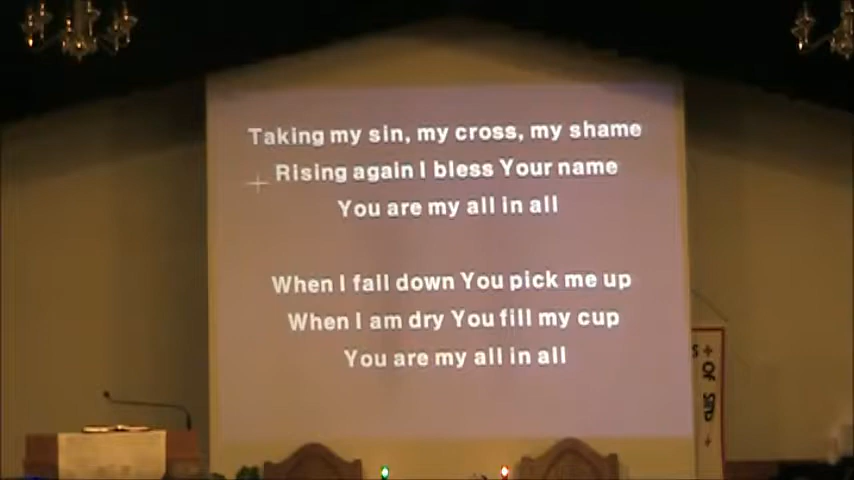 Taking my sin, my cross, my shame
Rising again I bless Your name
You are my all in all
When I fall down You pick me up
When I am dry You fill my cup
You are my all in all
OF